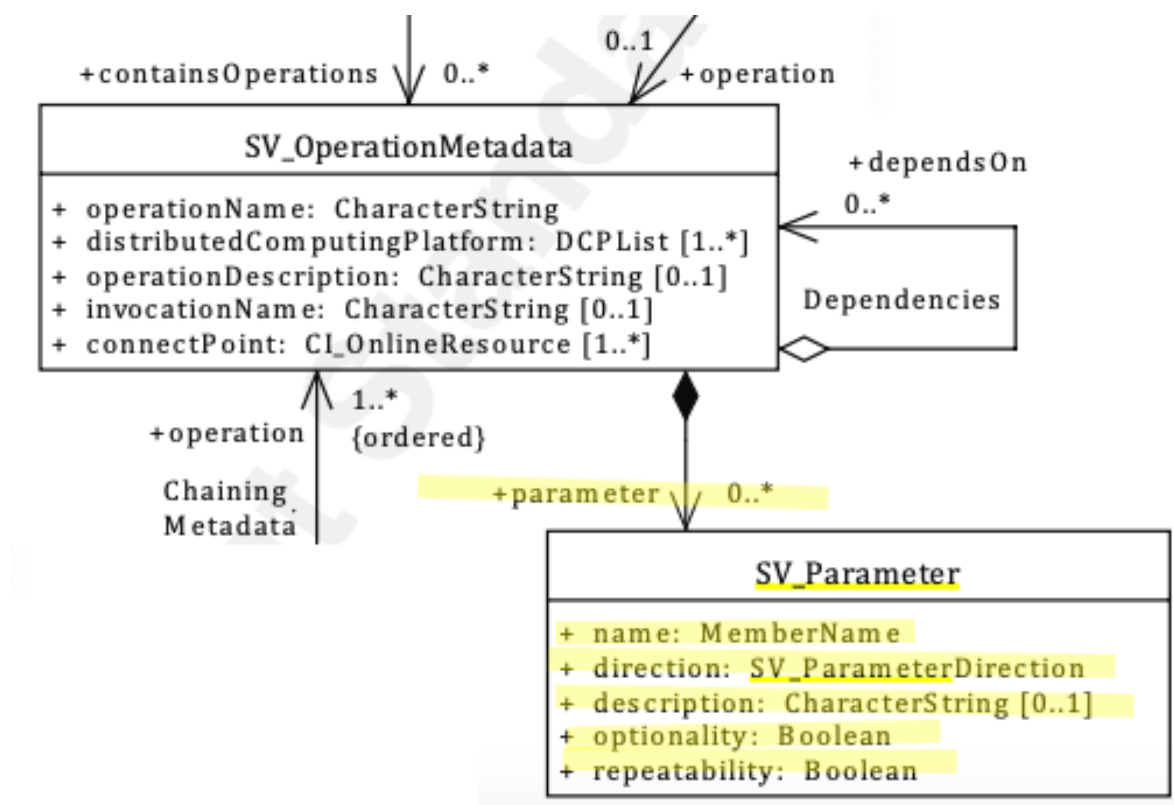 0..1
+containsOperations 0..*
+operation
SV_OperationMetadata
+dependsOn
0..*
+ operationName: CharacterString
+ distributedComputingPlatform: DCPList [1..*]
+ operationDescription: CharacterString [0..1]
+ invocationName: CharacterString [0..1]
+ connectPoint: CI_OnlineResource [1..*]
Dependencies
1..*
+operation {ordered}
Chaining
Metadata
+parameter 0..*
SV_Parameter
+ name: MemberName
+ direction: SV_ParameterDirection
+ description: CharacterString [0..1]
+ optionality: Boolean
+ repeatability: Boolean